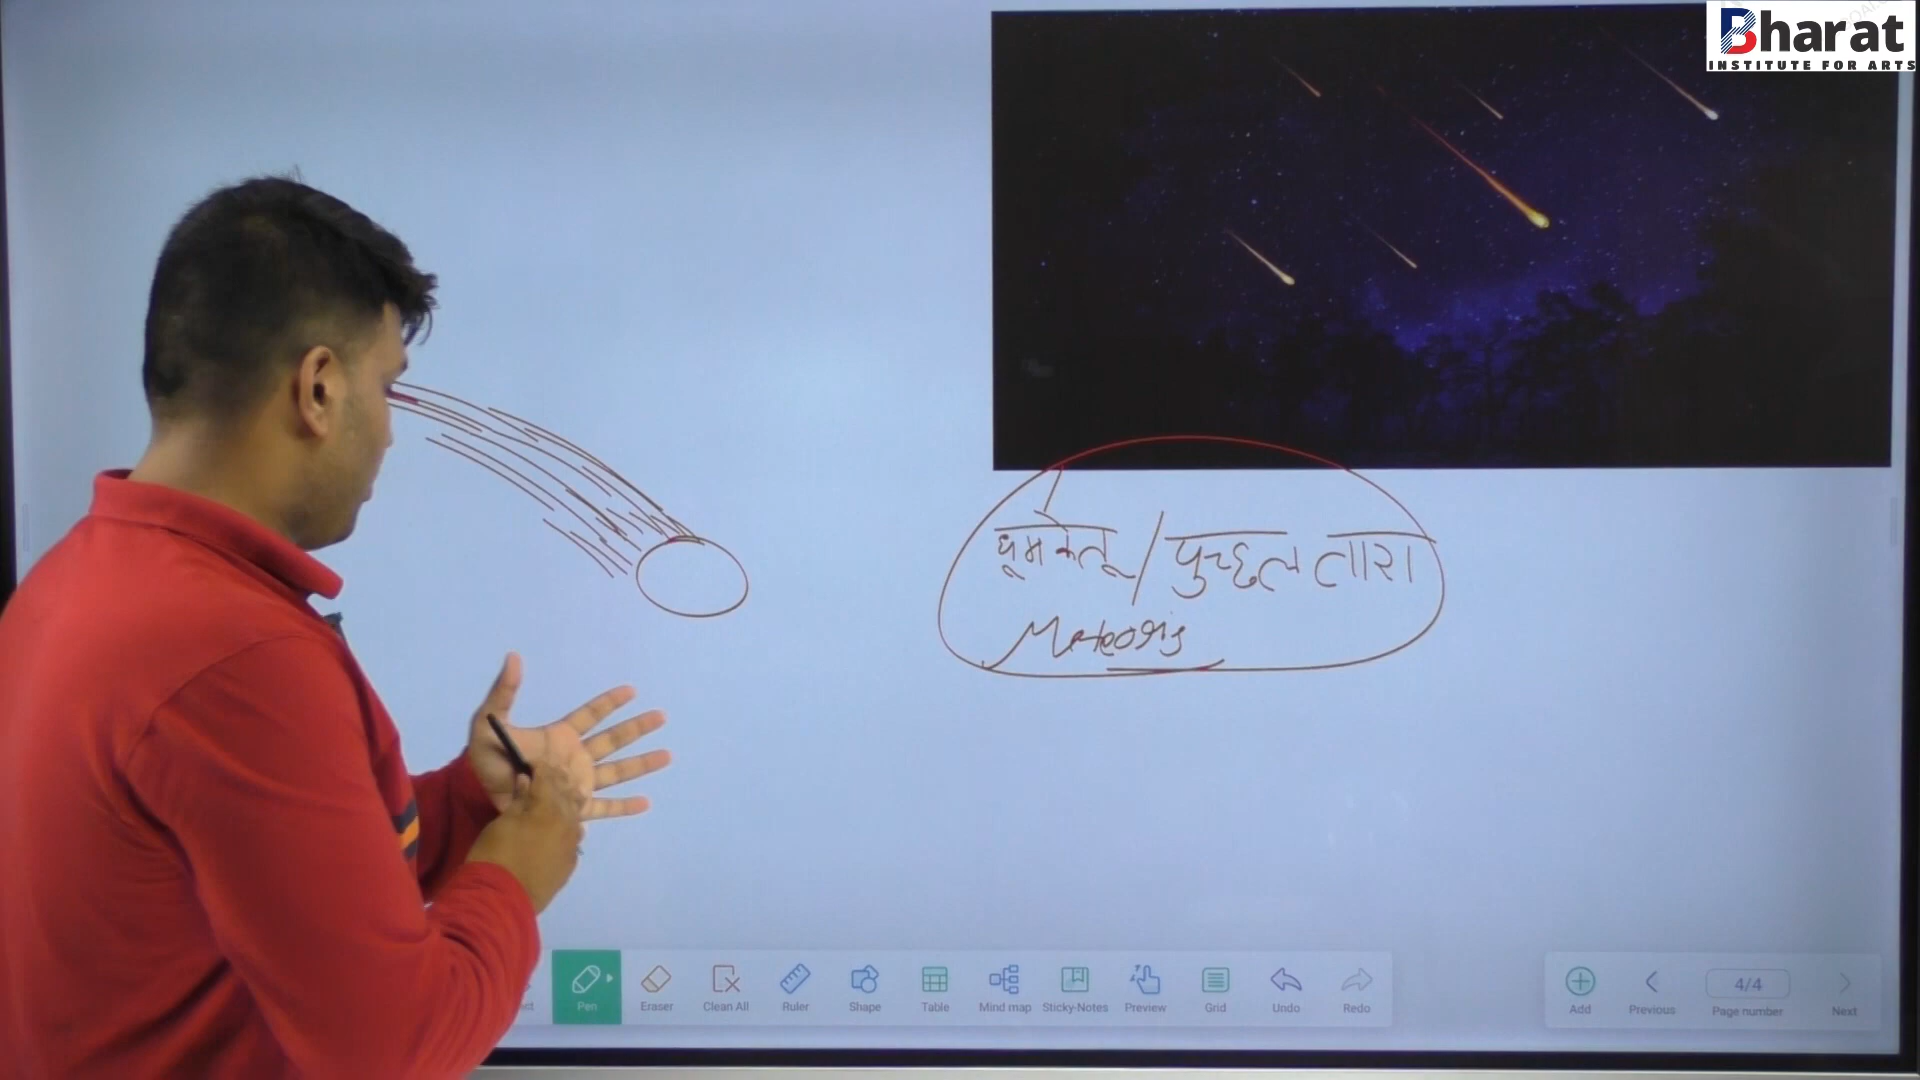 Bharat
INSTITUTE FOR ARTS
धूमकेतू / पुच्छल तारा
Meteoris
Pen
Eraser
Clean All
Ruler
Shape
Table
Mind map
Sticky-Notes
Preview
Grid
Undo
Redo
Add
Previous
4/4
Page number
Next